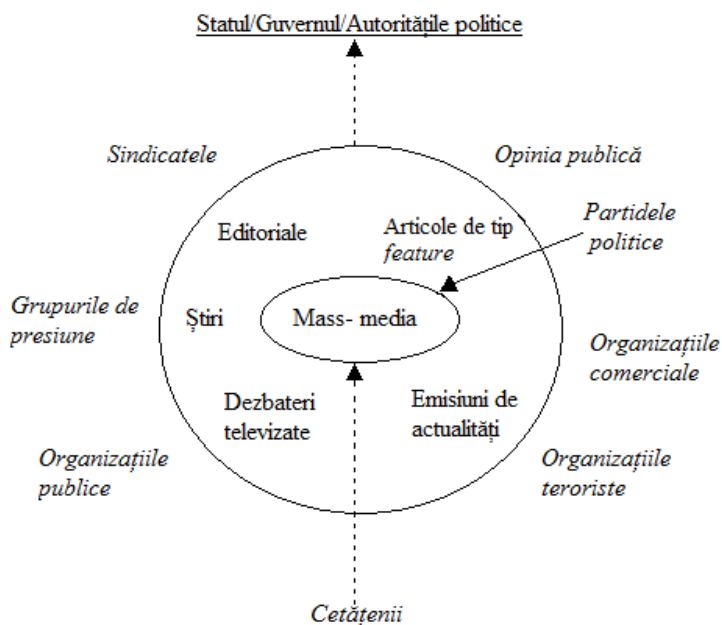 Statul/Guvernul/Autoritățile politice
Sindicatele
Opinia publică
Editoriale
Articole de tip
feature
Partidele
politice
Grupurile de
presiune
Știri
Mass- media
Organizațiile
comerciale
Dezbateri
televizate
Emisiuni de
actualități
Organizațiile
publice
Organizațiile
teroriste
Cetățenii